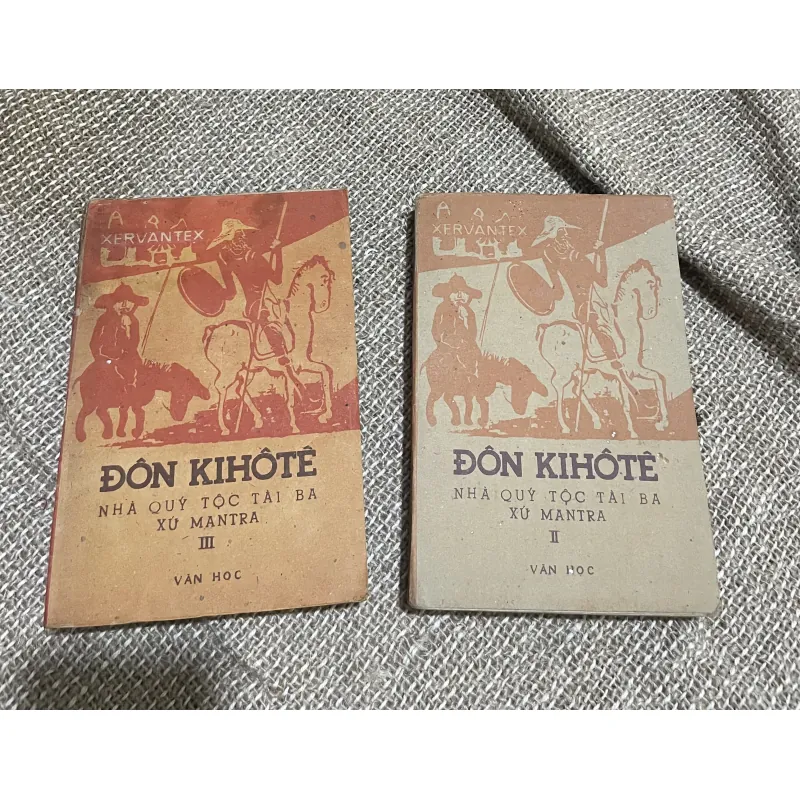 XERVANTEX
ĐÔN KIHÔTÊ
NHÀ QUÝ TỘC TÀI BA
XỨ MANTRA
III
VĂN HỌC
XERVANTEX
ĐÔN KIHÔTÊ
NHÀ QUÝ TỘC TÀI BA
XỨ MANTRA
II
VĂN HỌC